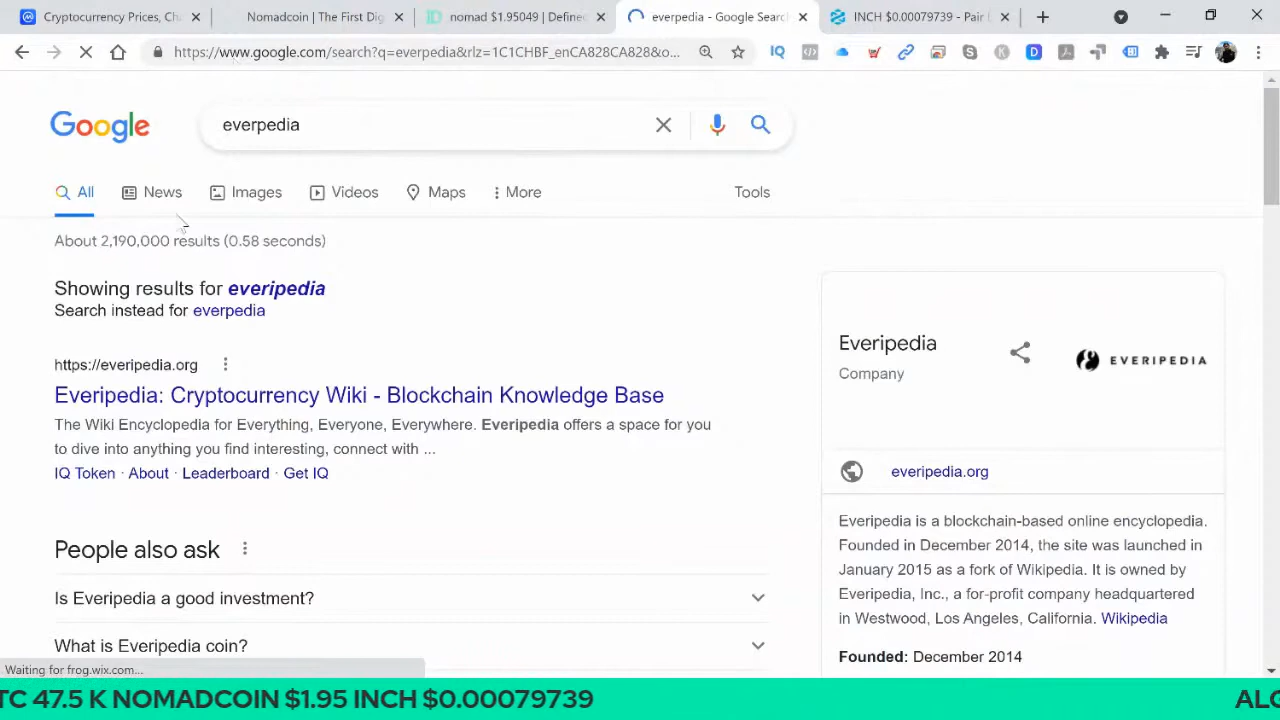 Cryptocurrency Prices, Cha
Nomadcoin | The First Dig
nomad $1.95049 | Defined
everpedia - Google Search
INCH $0.00079739 - Pair
https://www.google.com/search?q=everpedia&rlz=1C1CHBF_enCA828CA828&o...
Google
everpedia
All
News
Images
Videos
Maps
More
Tools
About 2,190,000 results (0.58 seconds)
Showing results for everipedia
Search instead for everpedia
https://everipedia.org
Everipedia: Cryptocurrency Wiki - Blockchain Knowledge Base
The Wiki Encyclopedia for Everything, Everyone, Everywhere. Everipedia offers a space for you
to dive into anything you find interesting, connect with ...
IQ Token · About · Leaderboard · Get IQ
People also ask
Is Everipedia a good investment?
What is Everipedia coin?
Everipedia
Company
EVERIPEDIA
everipedia.org
Everipedia is a blockchain-based online encyclopedia.
Founded in December 2014, the site was launched in
January 2015 as a fork of Wikipedia. It is owned by
Everipedia, Inc., a for-profit company headquartered
in Westwood, Los Angeles, California. Wikipedia
Founded: December 2014
Waiting for frog.wix.com...
TC 47.5 K NOMADCOIN $1.95 INCH $0.00079739
ALG